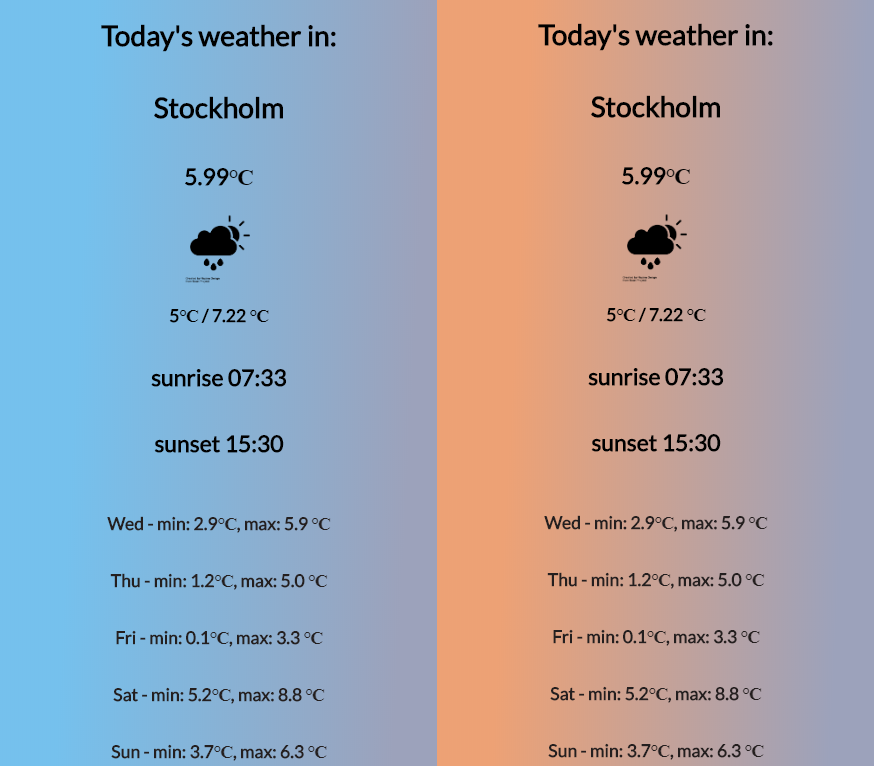 Today's weather in:
Stockholm
5.99°C
5°C / 7.22 °C
sunrise 07:33
sunset 15:30
Wed - min: 2.9°C, max: 5.9 °C
Thu - min: 1.2°C, max: 5.0 °C
Fri - min: 0.1°C, max: 3.3 °C
Sat - min: 5.2°C, max: 8.8 °C
Sun - min: 3.7°C, max: 6.3 °C
Today's weather in:
Stockholm
5.99°C
5°C / 7.22 °C
sunrise 07:33
sunset 15:30
Wed - min: 2.9°C, max: 5.9 °C
Thu - min: 1.2°C, max: 5.0 °C
Fri - min: 0.1°C, max: 3.3 °C
Sat - min: 5.2°C, max: 8.8 °C
Sun - min: 3.7°C, max: 6.3 °C